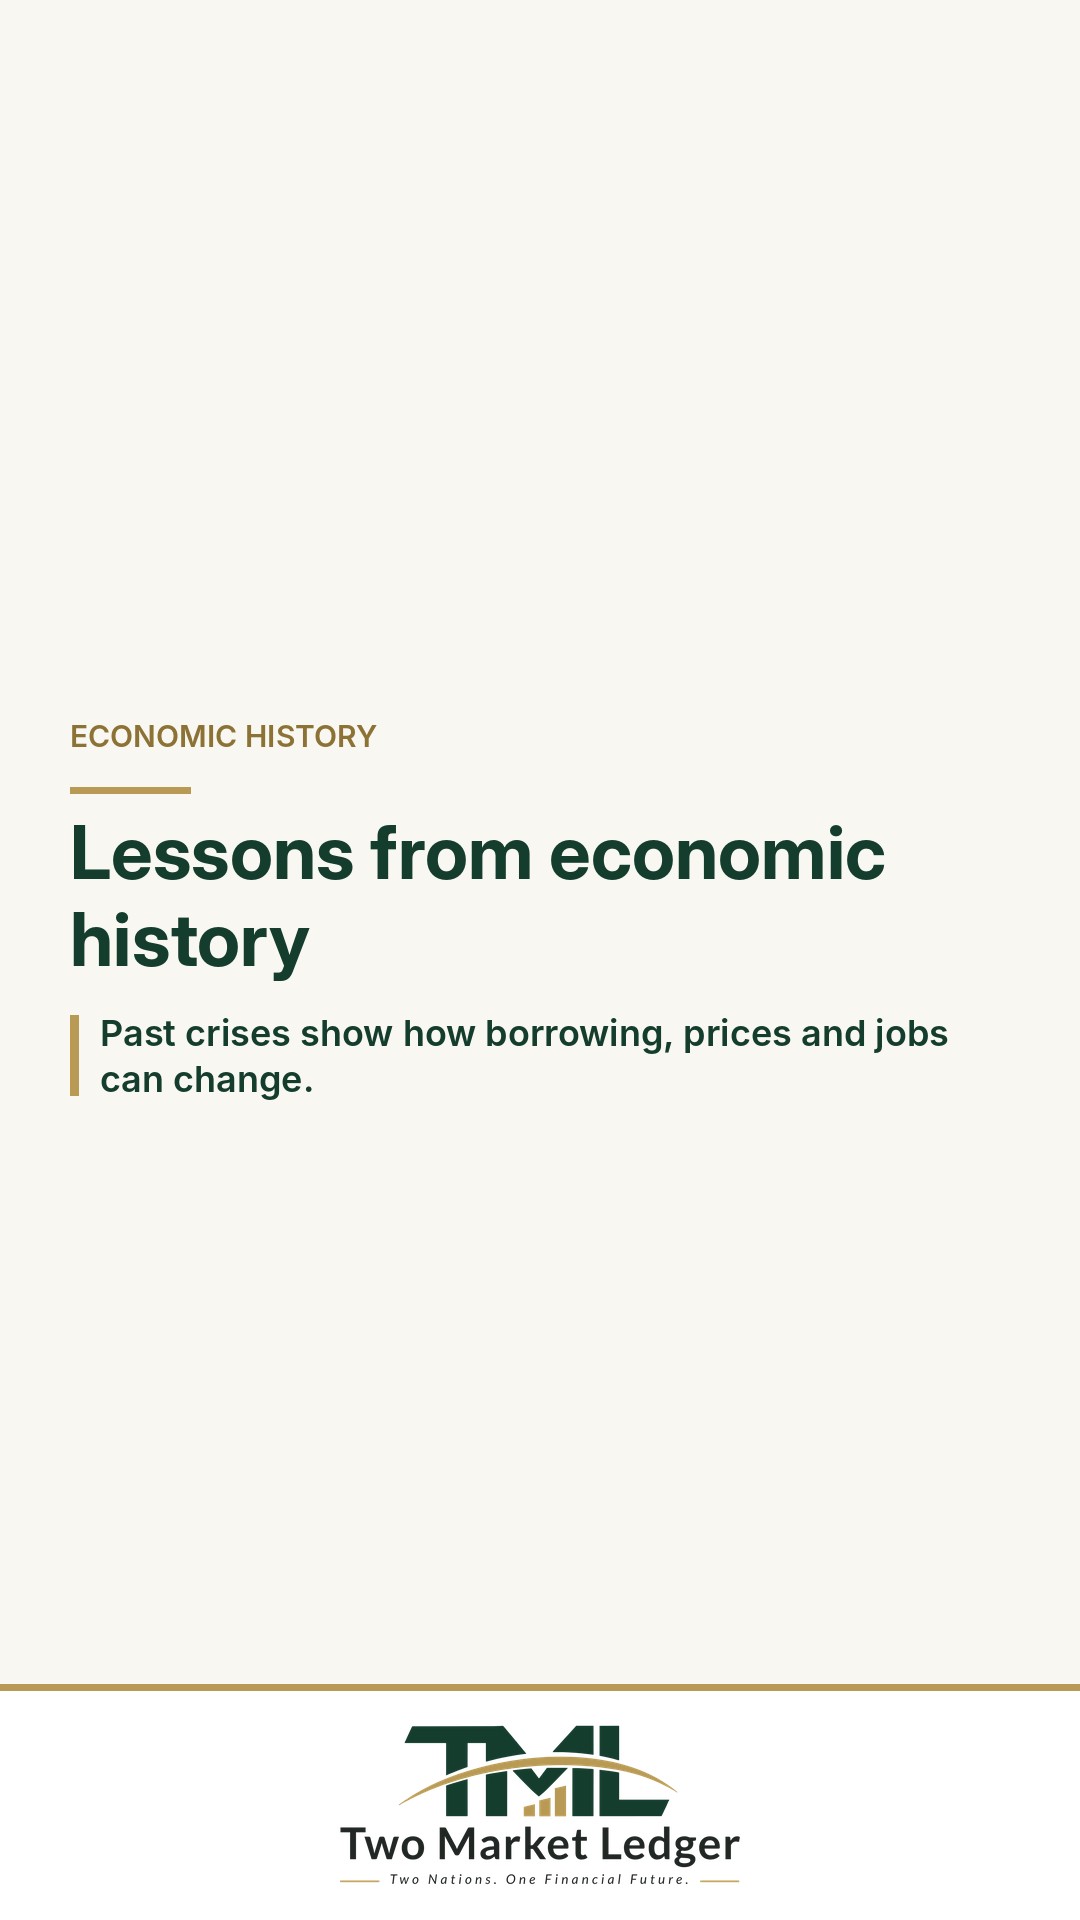 ECONOMIC HISTORY
Lessons from economic
history
Past crises show how borrowing, prices and jobs
can change.
TML
Two Market Ledger
Two Nations. One Financial Future.